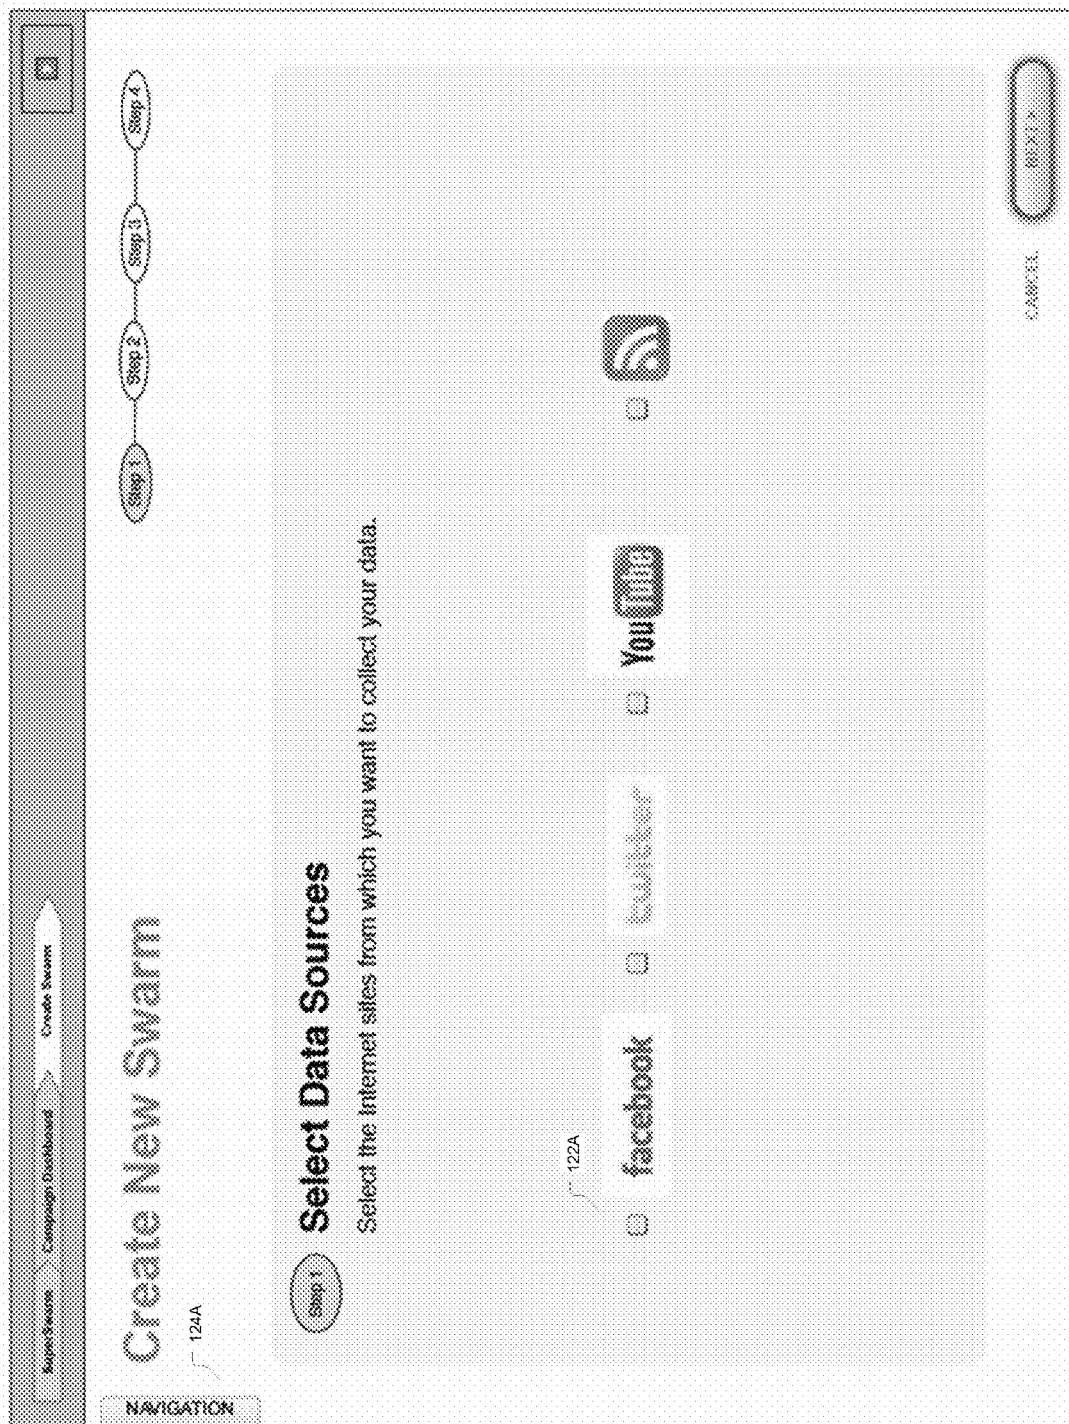 SuperSwarm
Campaign Dashboard
Create Swarm
Create New Swarm
Step 1
Step 2
Step 3
Step 4
124A
NAVIGATION
Step 1
Select Data Sources
Select the Internet sites from which you want to collect your data.
122A
facebook
twitter
YouTube
CANCEL
NEXT >